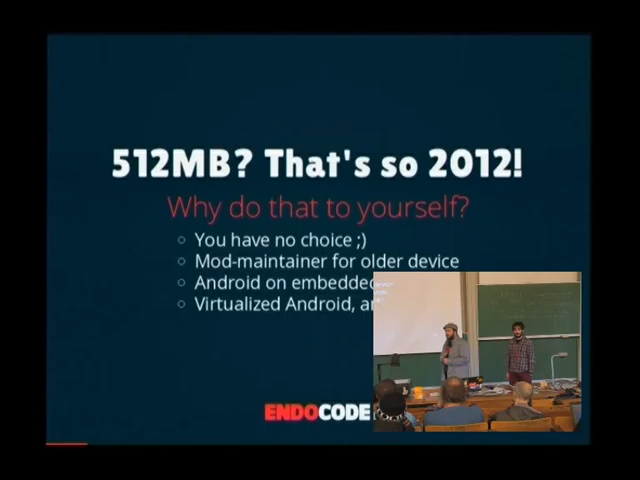 512MB? That's so 2012!
Why do that to yourself?
You have no choice ;)
Mod-maintainer for older device
Android on embedded
Virtualized Android,
ENDOCODE